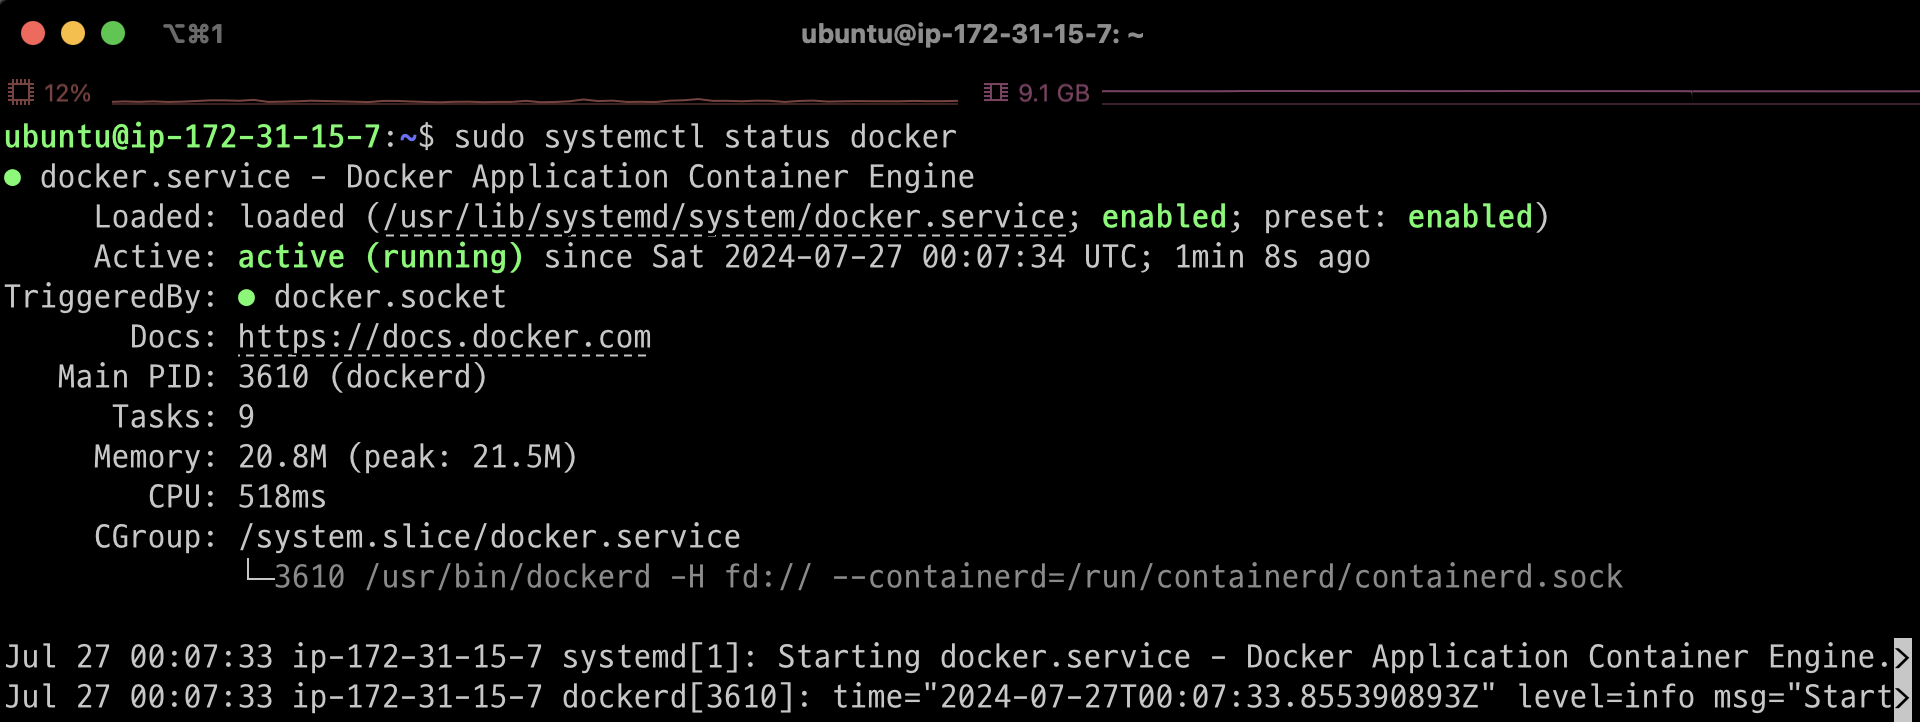 ⌥⌘1
ubuntu@ip-172-31-15-7: ~
12%
9.1 GB
ubuntu@ip-172-31-15-7:~$ sudo systemctl status docker
● docker.service - Docker Application Container Engine
Loaded: loaded (/usr/lib/systemd/system/docker.service; enabled; preset: enabled)
Active: active (running) since Sat 2024-07-27 00:07:34 UTC; 1min 8s ago
TriggeredBy: ● docker.socket
Docs: https://docs.docker.com
Main PID: 3610 (dockerd)
Tasks: 9
Memory: 20.8M (peak: 21.5M)
CPU: 518ms
CGroup: /system.slice/docker.service
└─3610 /usr/bin/dockerd -H fd:// --containerd=/run/containerd/containerd.sock
Jul 27 00:07:33 ip-172-31-15-7 systemd[1]: Starting docker.service - Docker Application Container Engine.>
Jul 27 00:07:33 ip-172-31-15-7 dockerd[3610]: time="2024-07-27T00:07:33.855390893Z" level=info msg="Start>